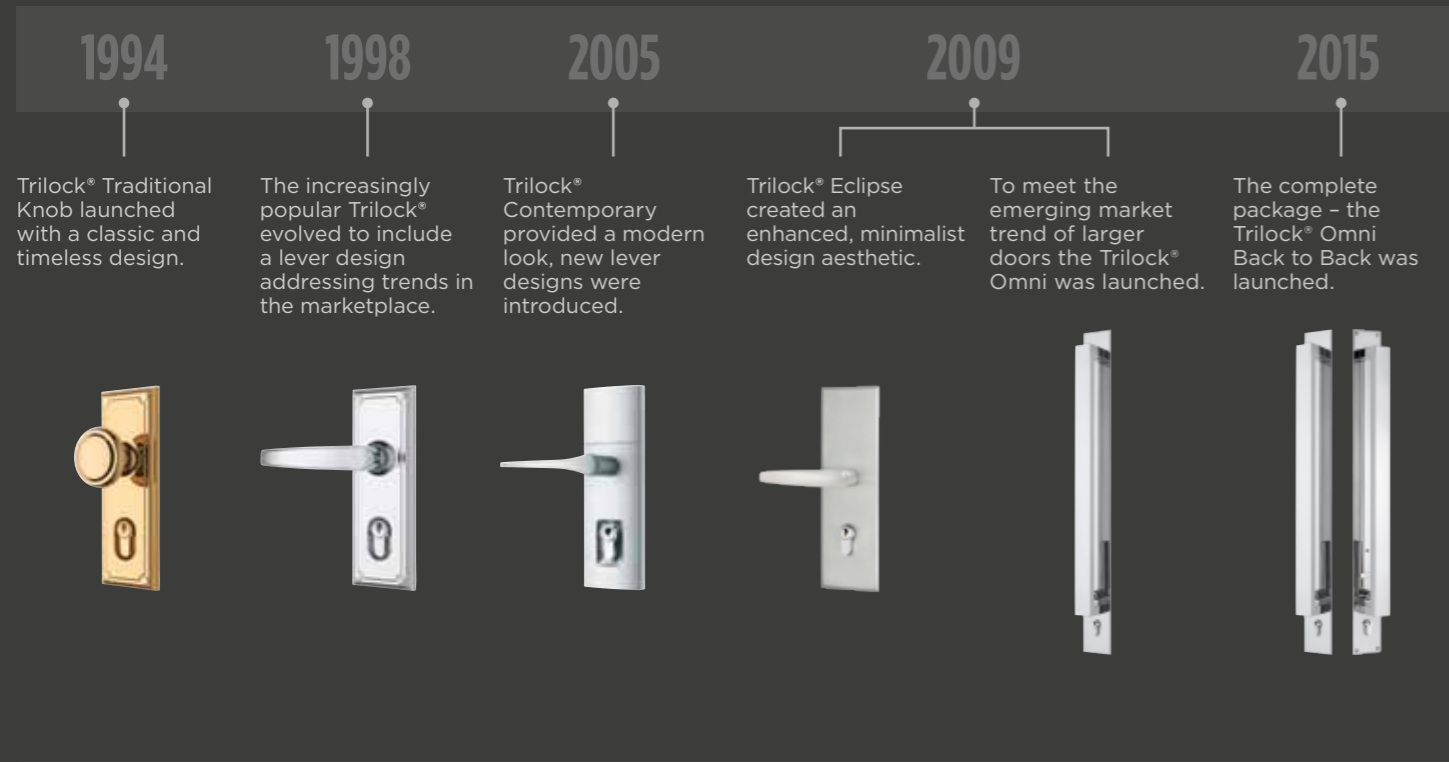 1994
1998
2005
2009
2015
Trilock® Traditional
Knob launched
with a classic and
timeless design.
The increasingly
popular Trilock®
evolved to include
a lever design
addressing trends in
the marketplace.
Trilock®
Contemporary
provided a modern
look, new lever
designs were
introduced.
Trilock® Eclipse
created an
enhanced, minimalist
design aesthetic.
To meet the
emerging market
trend of larger
doors the Trilock®
Omni was launched.
The complete
package – the
Trilock® Omni
Back to Back was
launched.